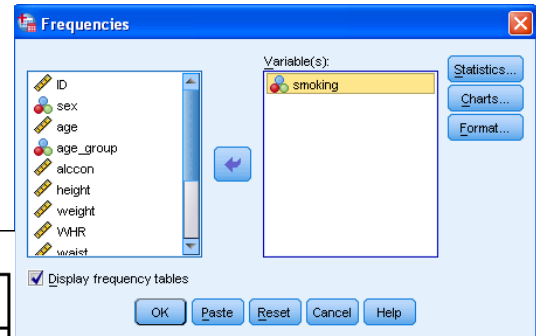 Frequencies
Variable(s):
ID
sex
age
age_group
alccon
height
weight
WHR
waist
smoking
Statistics...
Charts...
Format...
Display frequency tables
OK Paste Reset Cancel Help